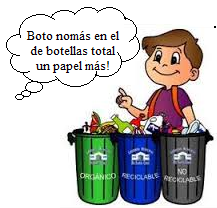 Boto nomás en el
de botellas total
un papel más!
ORGÁNICO
RECICLABLE
NO
RECICLABLE